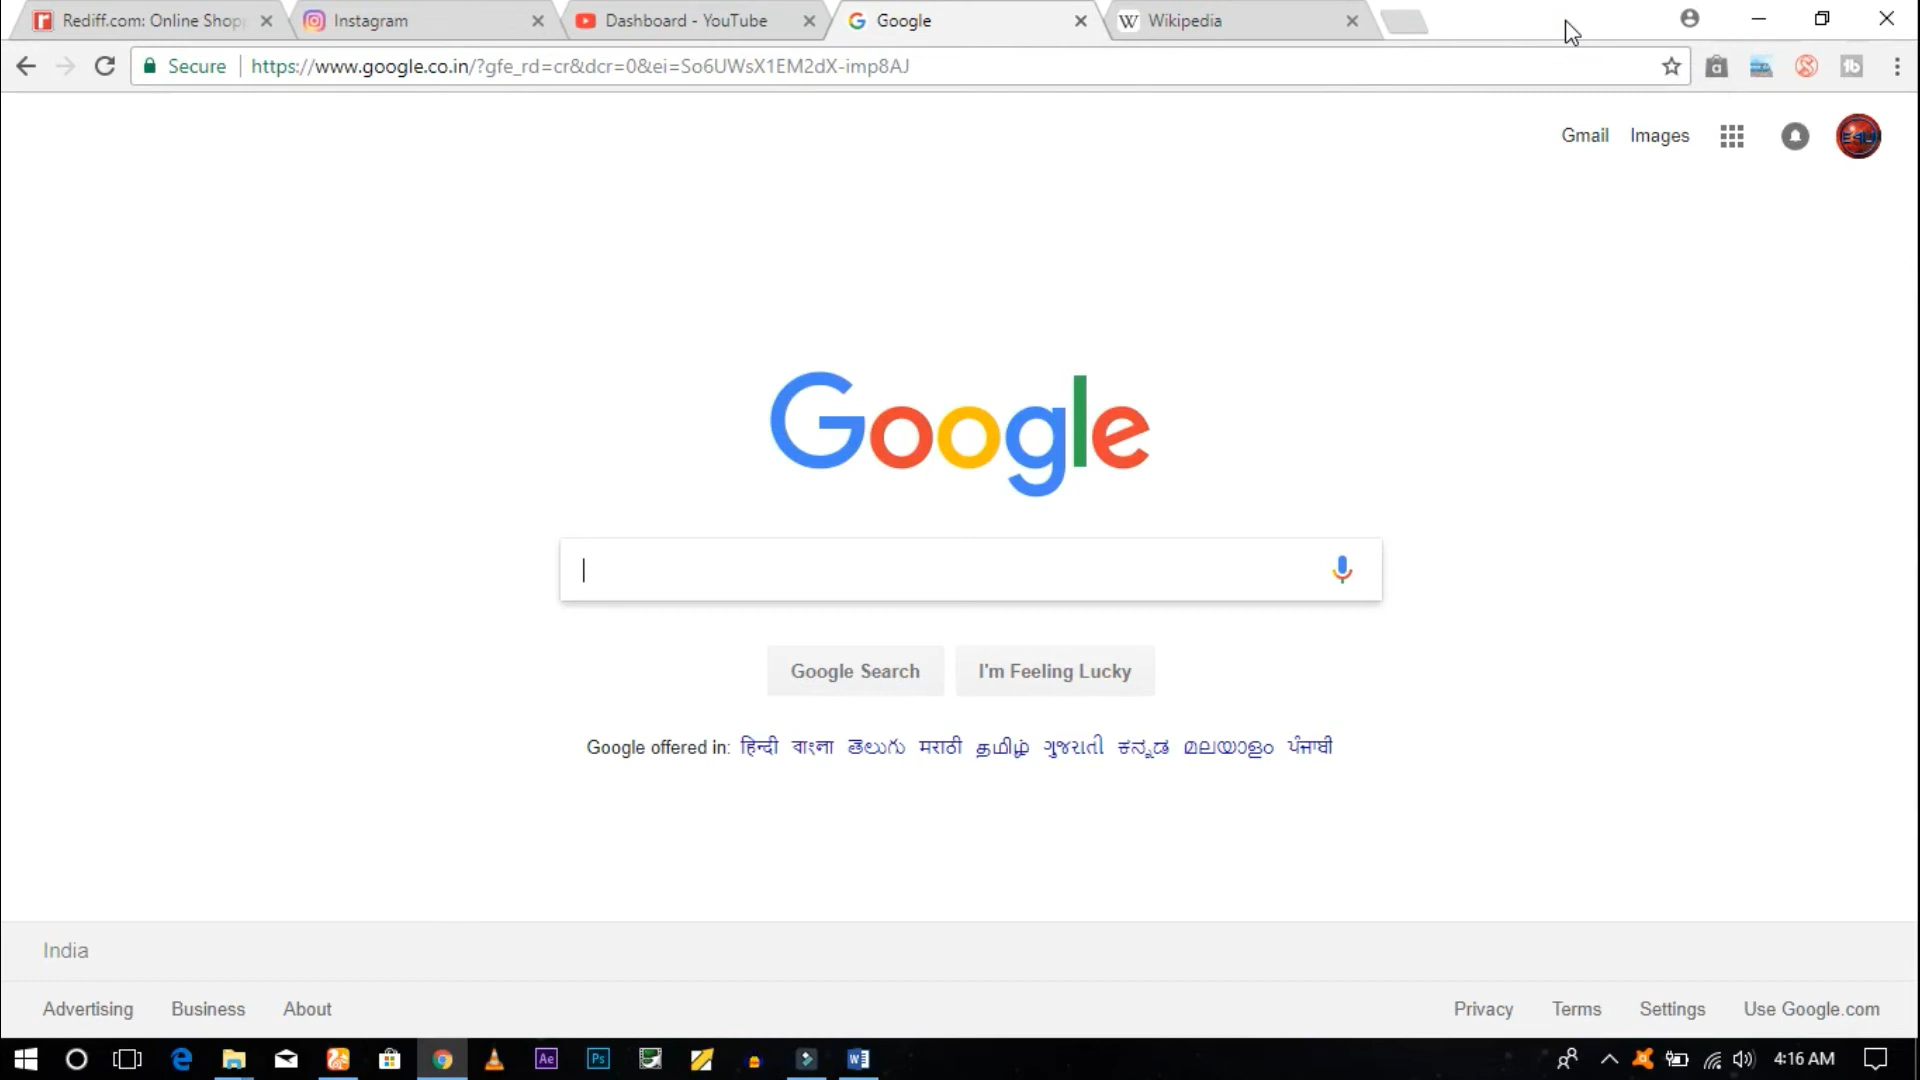 Rediff.com: Online Shop
Instagram
Dashboard - YouTube
Google
W Wikipedia
Secure https://www.google.co.in/?gfe_rd=cr&dcr=0&ei=So6UWsX1EM2dX-imp8AJ
Gmail Images
Google
Google Search I'm Feeling Lucky
Google offered in: हिन्दी বাংলা తెలుగు मराठी தமிழ் ગુજરાતી ಕನ್ನಡ മലയാളം ਪੰਜਾਬੀ
India
Advertising Business About Privacy Terms Settings Use Google.com
Ae Ps 4:16 AM